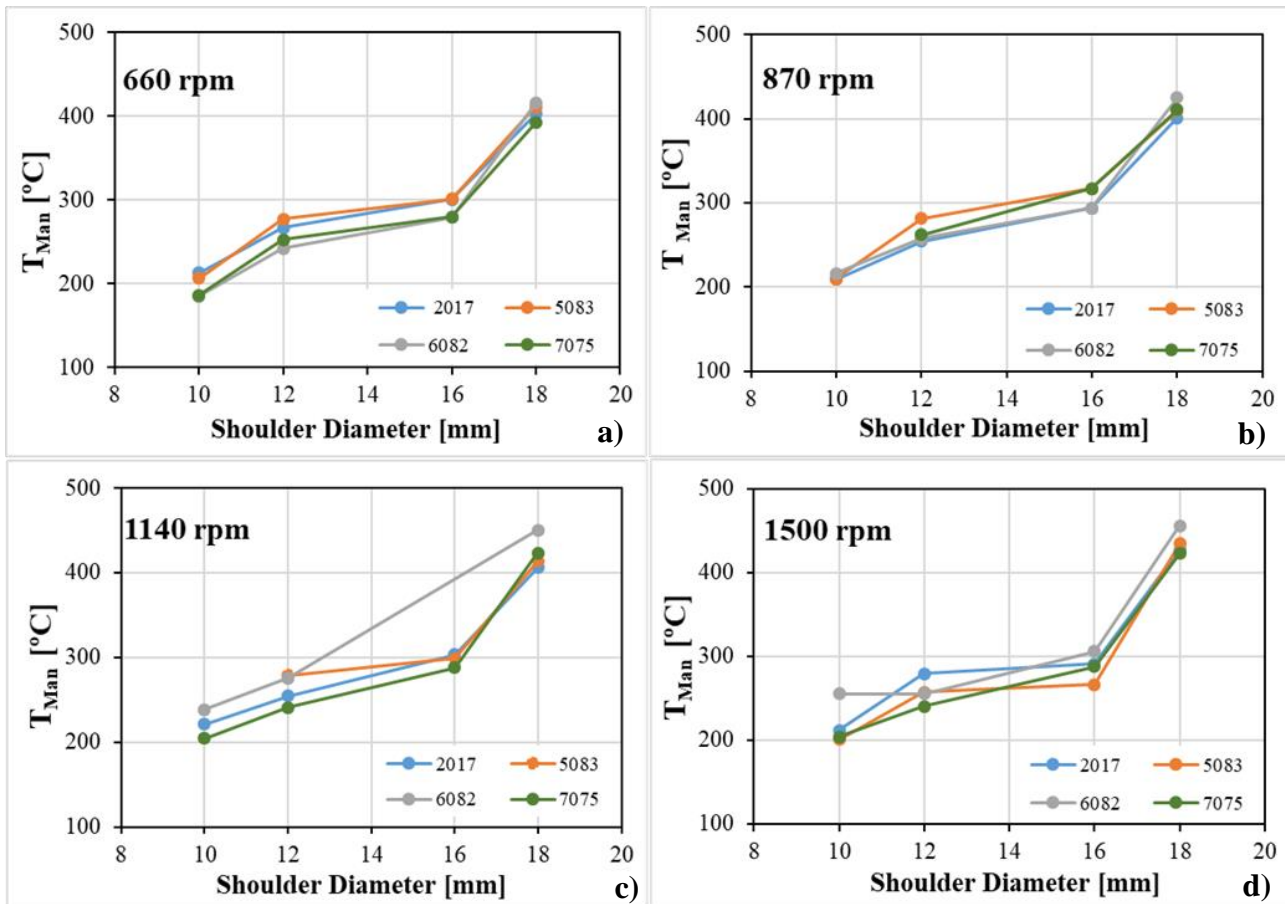 500
660 rpm
400
T_Man [ºC]
300
200
2017 5083
6082 7075
100
8 10 12 14 16 18 20
Shoulder Diameter [mm]
a)
500
870 rpm
400
T_Man [ºC]
300
200
2017 5083
6082 7075
100
8 10 12 14 16 18 20
Shoulder Diameter [mm]
b)
500
1140 rpm
400
T_Man [ºC]
300
200
2017 5083
6082 7075
100
8 10 12 14 16 18 20
Shoulder Diameter [mm]
c)
500
1500 rpm
400
T_Man [ºC]
300
200
2017 5083
6082 7075
100
8 10 12 14 16 18 20
Shoulder Diameter [mm]
d)